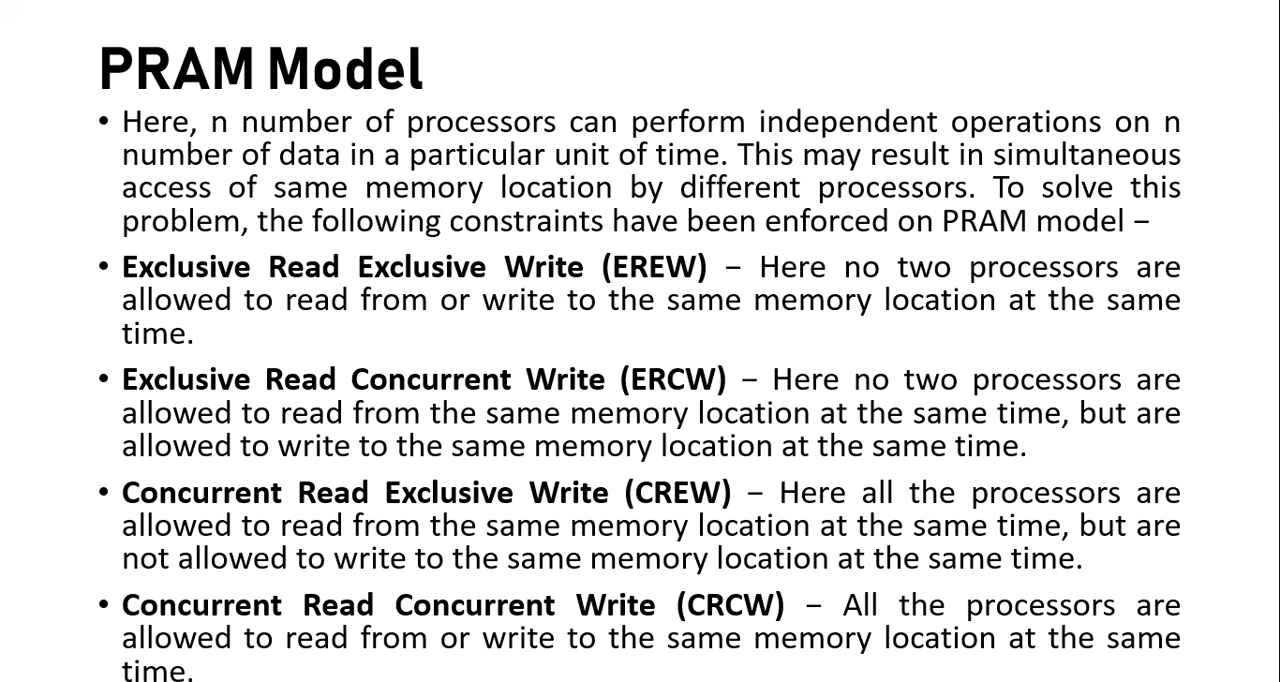 PRAM Model
• Here, n number of processors can perform independent operations on n
number of data in a particular unit of time. This may result in simultaneous
access of same memory location by different processors. To solve this
problem, the following constraints have been enforced on PRAM model −
• Exclusive Read Exclusive Write (EREW) − Here no two processors are
allowed to read from or write to the same memory location at the same
time.
• Exclusive Read Concurrent Write (ERCW) − Here no two processors are
allowed to read from the same memory location at the same time, but are
allowed to write to the same memory location at the same time.
• Concurrent Read Exclusive Write (CREW) − Here all the processors are
allowed to read from the same memory location at the same time, but are
not allowed to write to the same memory location at the same time.
• Concurrent Read Concurrent Write (CRCW) − All the processors are
allowed to read from or write to the same memory location at the same
time.